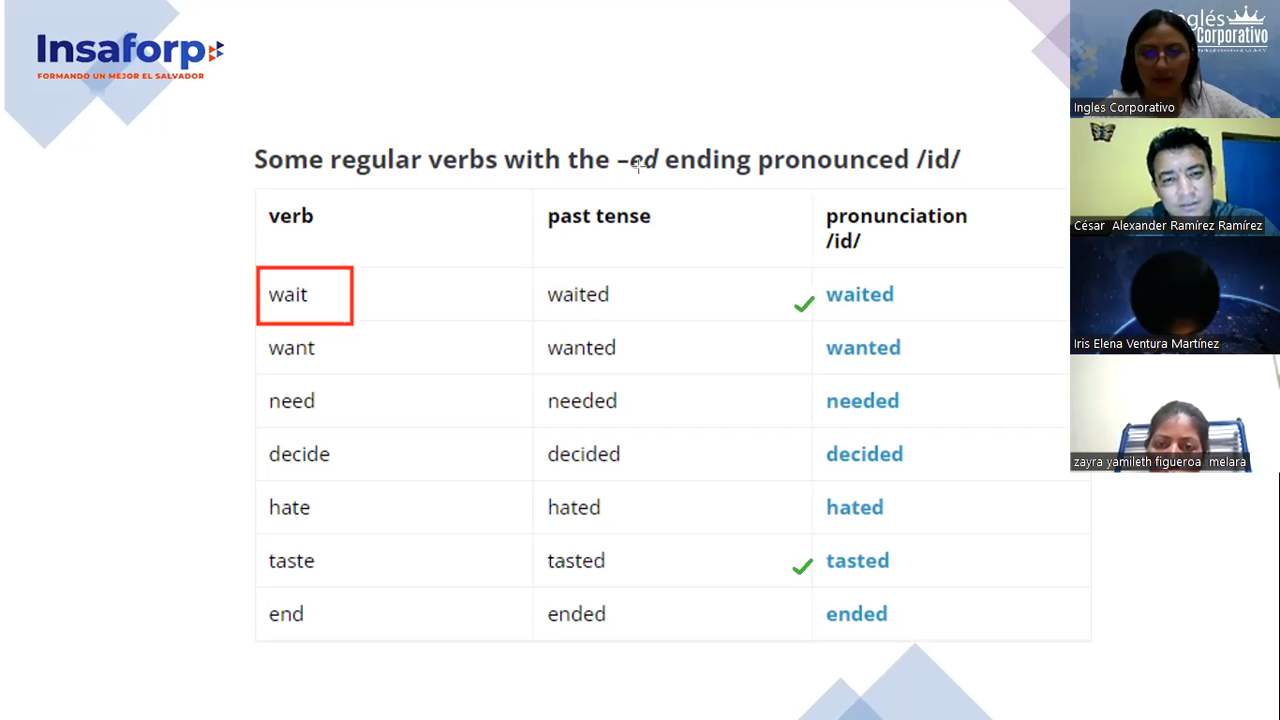 Insaforp
FORMANDO UN MEJOR EL SALVADOR
Some regular verbs with the –ed ending pronounced /id/
verb past tense pronunciation /id/
wait waited waited
want wanted wanted
need needed needed
decide decided decided
hate hated hated
taste tasted tasted
end ended ended
Inglés
Corporativo
Ingles Corporativo
César Alexander Ramírez Ramírez
Iris Elena Ventura Martínez
zayra yamileth figueroa melara